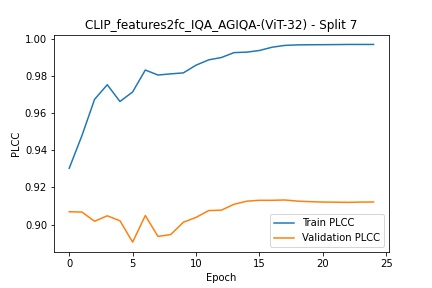 CLIP_features2fc_IQA_AGIQA-(ViT-32) - Split 7
1.00
0.98
0.96
0.94
0.92
0.90
PLCC
Train PLCC
Validation PLCC
0
5
10
15
20
25
Epoch